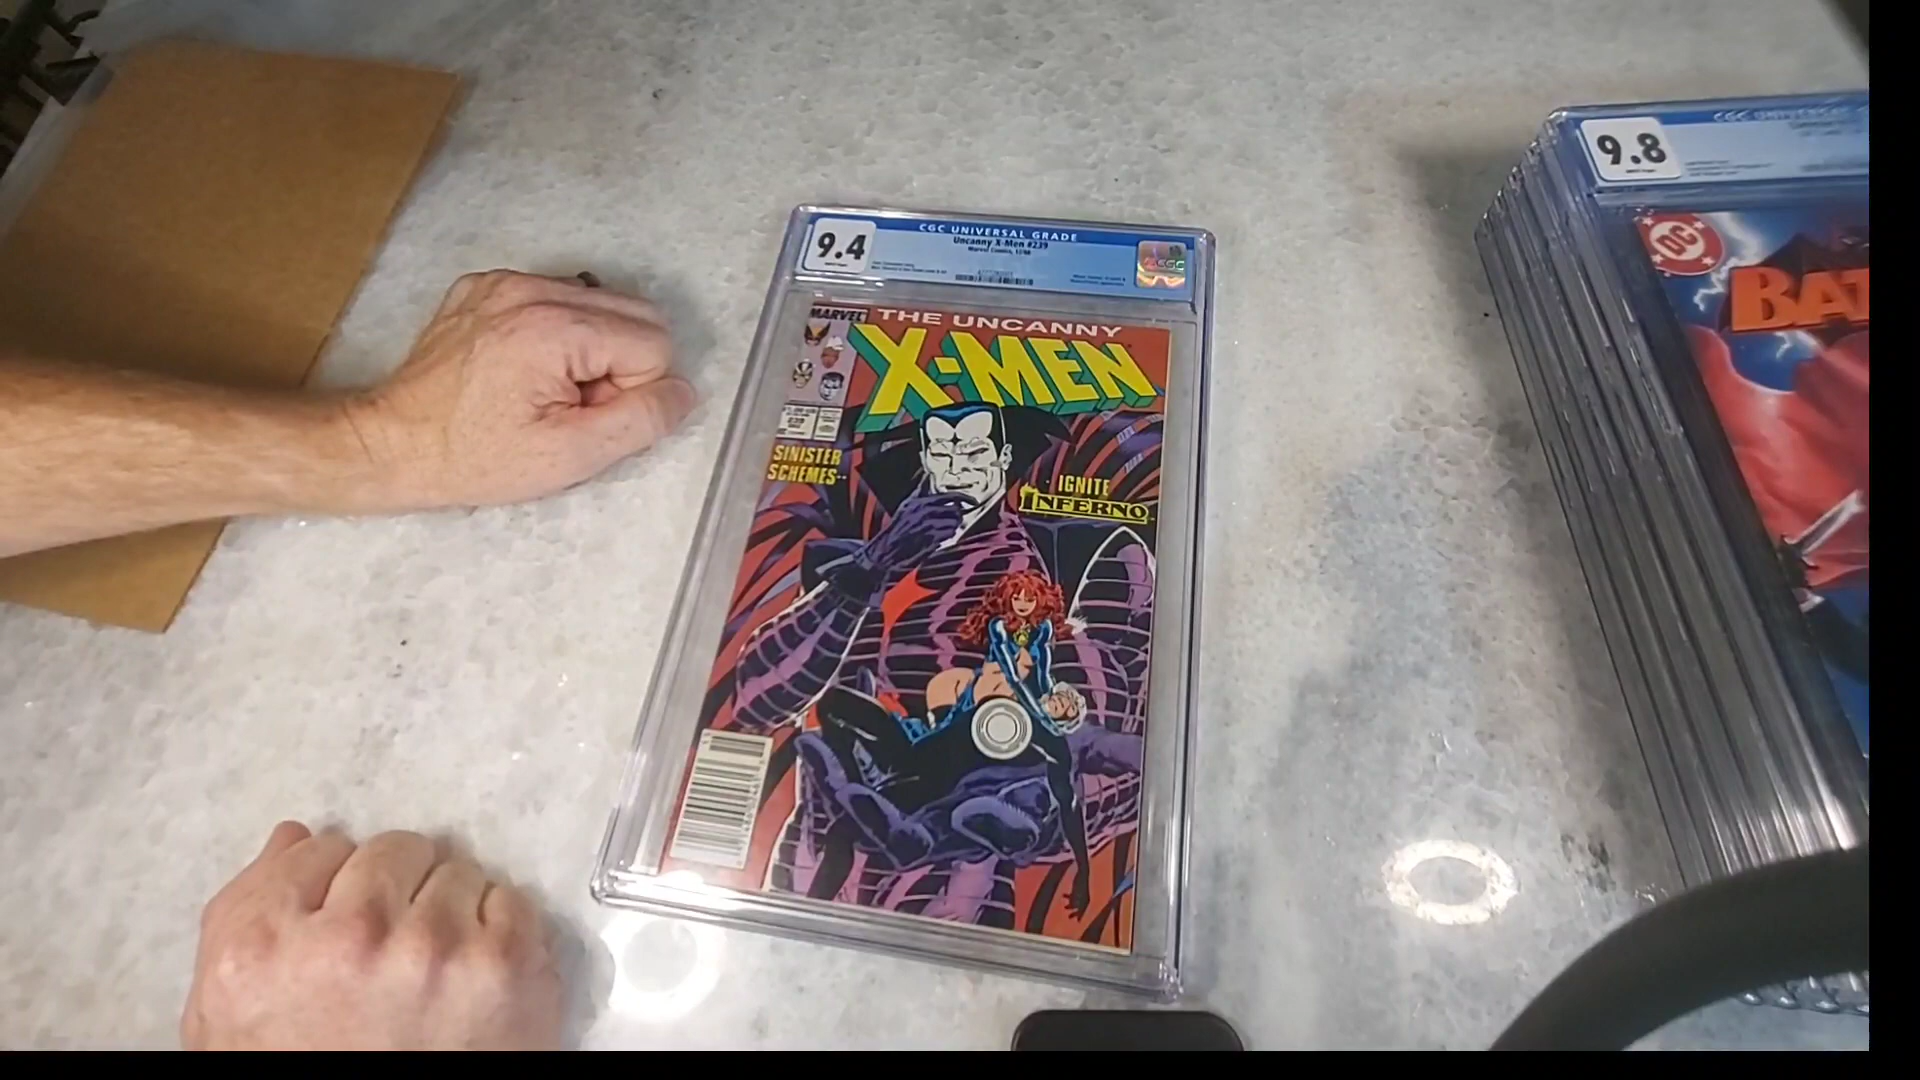 CGC UNIVERSAL GRADE
9.4
Uncanny X-Men #239
Marvel Comics, 12/88
CGC
MARVEL
THE UNCANNY
X-MEN
239
SINISTER
SCHEMES--
IGNITE
INFERNO
CGC UNIVERSAL
9.8
DC
BAT